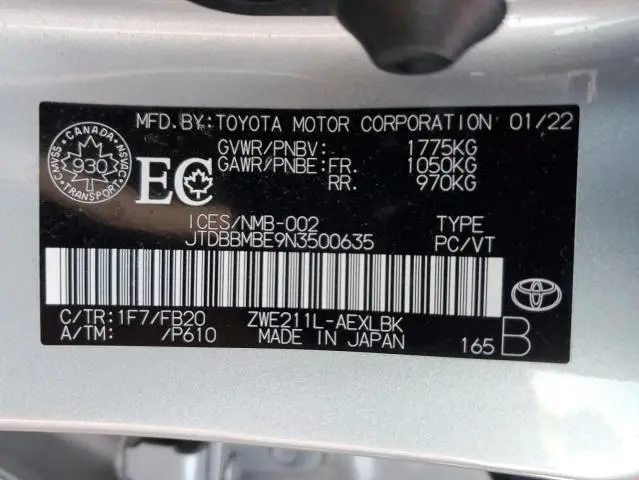 MFD.BY:TOYOTA MOTOR CORPORATION 01/22
GVWR/PNBV: 1775KG
GAWR/PNBE:FR. 1050KG
RR. 970KG
CANADA
CMVSS NSVAC
930
TRANSPORT
EC
ICES/NMB-002 TYPE
JTDBBMBE9N3500635 PC/VT
C/TR:1F7/FB20 ZWE211L-AEXLBK
A/TM: /P610 MADE IN JAPAN 165 B